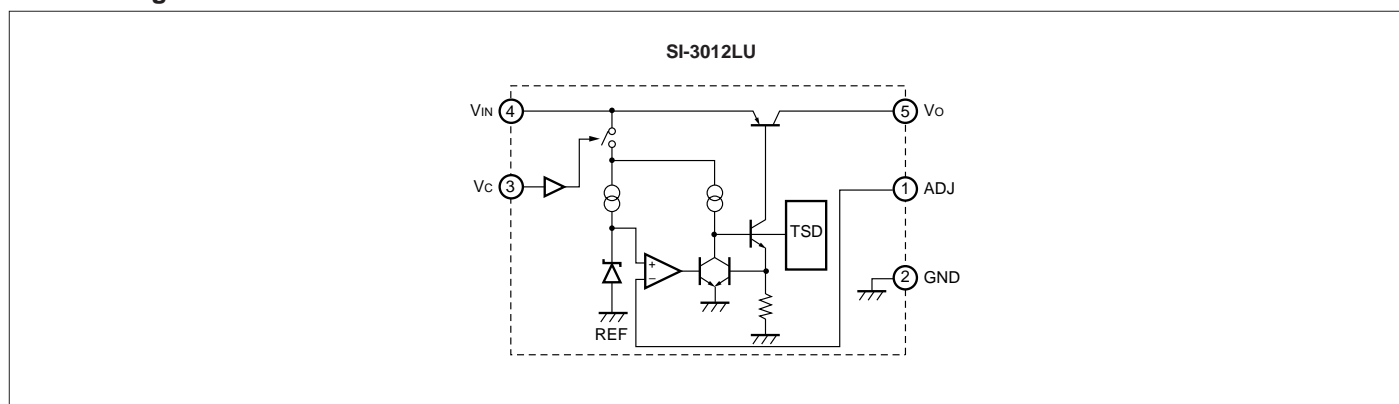 SI-3012LU
VIN 4
5 VO
VC 3
1 ADJ
TSD
+
−
2 GND
REF